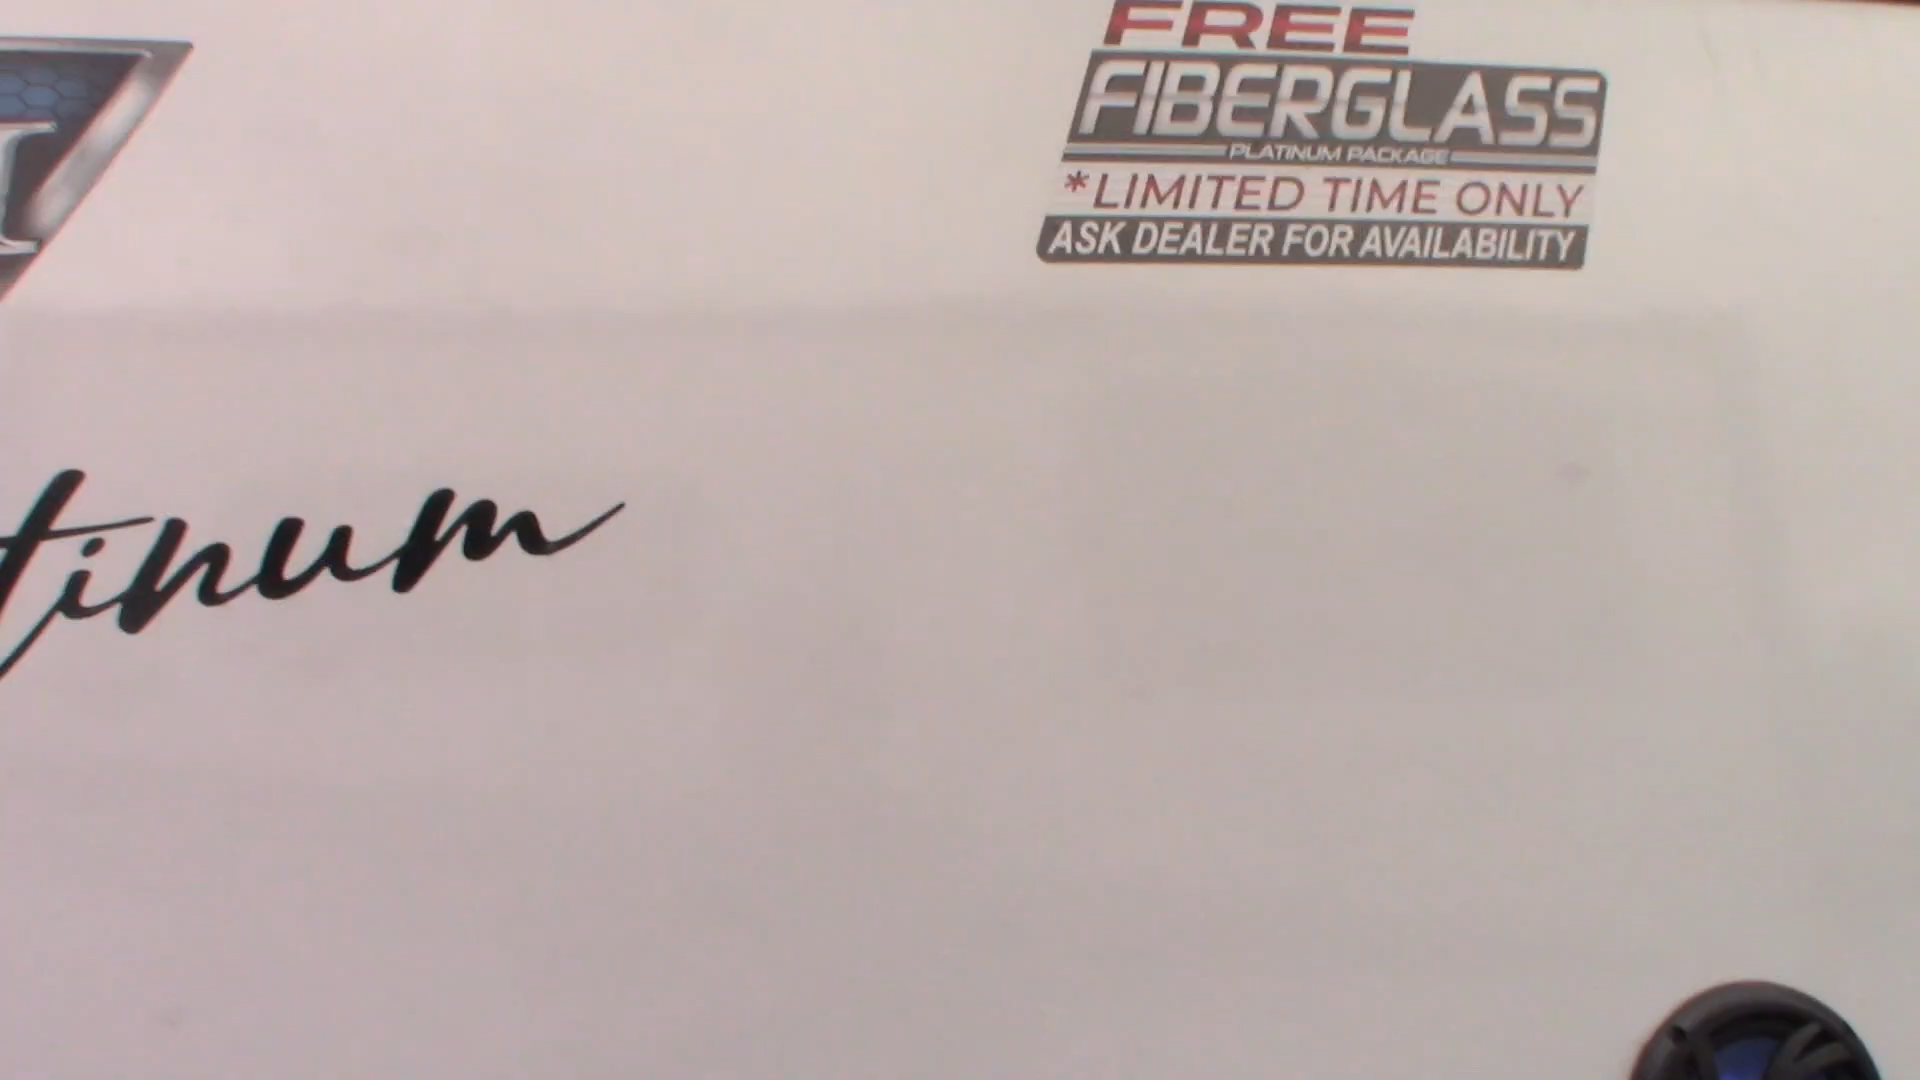 FREE
FIBERGLASS
PLATINUM PACKAGE
*LIMITED TIME ONLY
ASK DEALER FOR AVAILABILITY
tinum